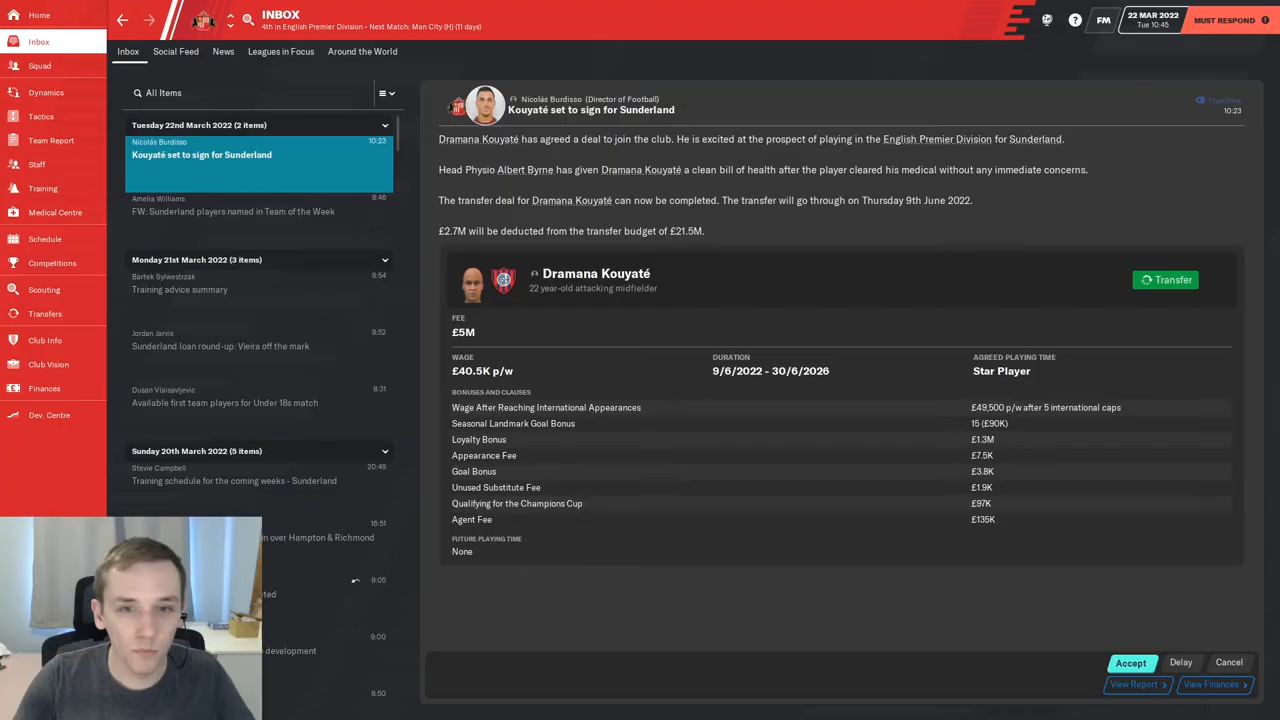 Home
Inbox
Squad
Dynamics
Tactics
Team Report
Staff
Training
Medical Centre
Schedule
Competitions
Scouting
Transfers
Club Info
Club Vision
Finances
Dev. Centre
INBOX
4th in English Premier Division - Next Match: Man City (H) (11 days)
FM
22 MAR 2022
Tue 10:45
MUST RESPOND
Inbox
Social Feed
News
Leagues in Focus
Around the World
All Items
Tuesday 22nd March 2022 (2 items)
Nicolás Burdisso 10:23
Kouyaté set to sign for Sunderland
Amelia Williams 8:46
FW: Sunderland players named in Team of the Week
Monday 21st March 2022 (3 items)
Bartek Sylwestrzak 8:54
Training advice summary
Jordan Jarvis 8:52
Sunderland loan round-up: Vieira off the mark
Dusan Vlaisavljevic 8:31
Available first team players for Under 18s match
Sunday 20th March 2022 (5 items)
Stevie Campbell 20:49
Training schedule for the coming weeks - Sunderland
16:51
in over Hampton & Richmond
9:05
9:00
development
8:50
Nicolás Burdisso (Director of Football)
Kouyaté set to sign for Sunderland
Transfers
10:23
Dramana Kouyaté has agreed a deal to join the club. He is excited at the prospect of playing in the English Premier Division for Sunderland.
Head Physio Albert Byrne has given Dramana Kouyaté a clean bill of health after the player cleared his medical without any immediate concerns.
The transfer deal for Dramana Kouyaté can now be completed. The transfer will go through on Thursday 9th June 2022.
£2.7M will be deducted from the transfer budget of £21.5M.
Dramana Kouyaté
22 year-old attacking midfielder
Transfer
FEE
£5M
WAGE DURATION AGREED PLAYING TIME
£40.5K p/w 9/6/2022 - 30/6/2026 Star Player
BONUSES AND CLAUSES
Wage After Reaching International Appearances £49,500 p/w after 5 international caps
Seasonal Landmark Goal Bonus 15 (£90K)
Loyalty Bonus £1.3M
Appearance Fee £7.5K
Goal Bonus £3.8K
Unused Substitute Fee £1.9K
Qualifying for the Champions Cup £97K
Agent Fee £135K
FUTURE PLAYING TIME
None
Accept Delay Cancel
View Report View Finances